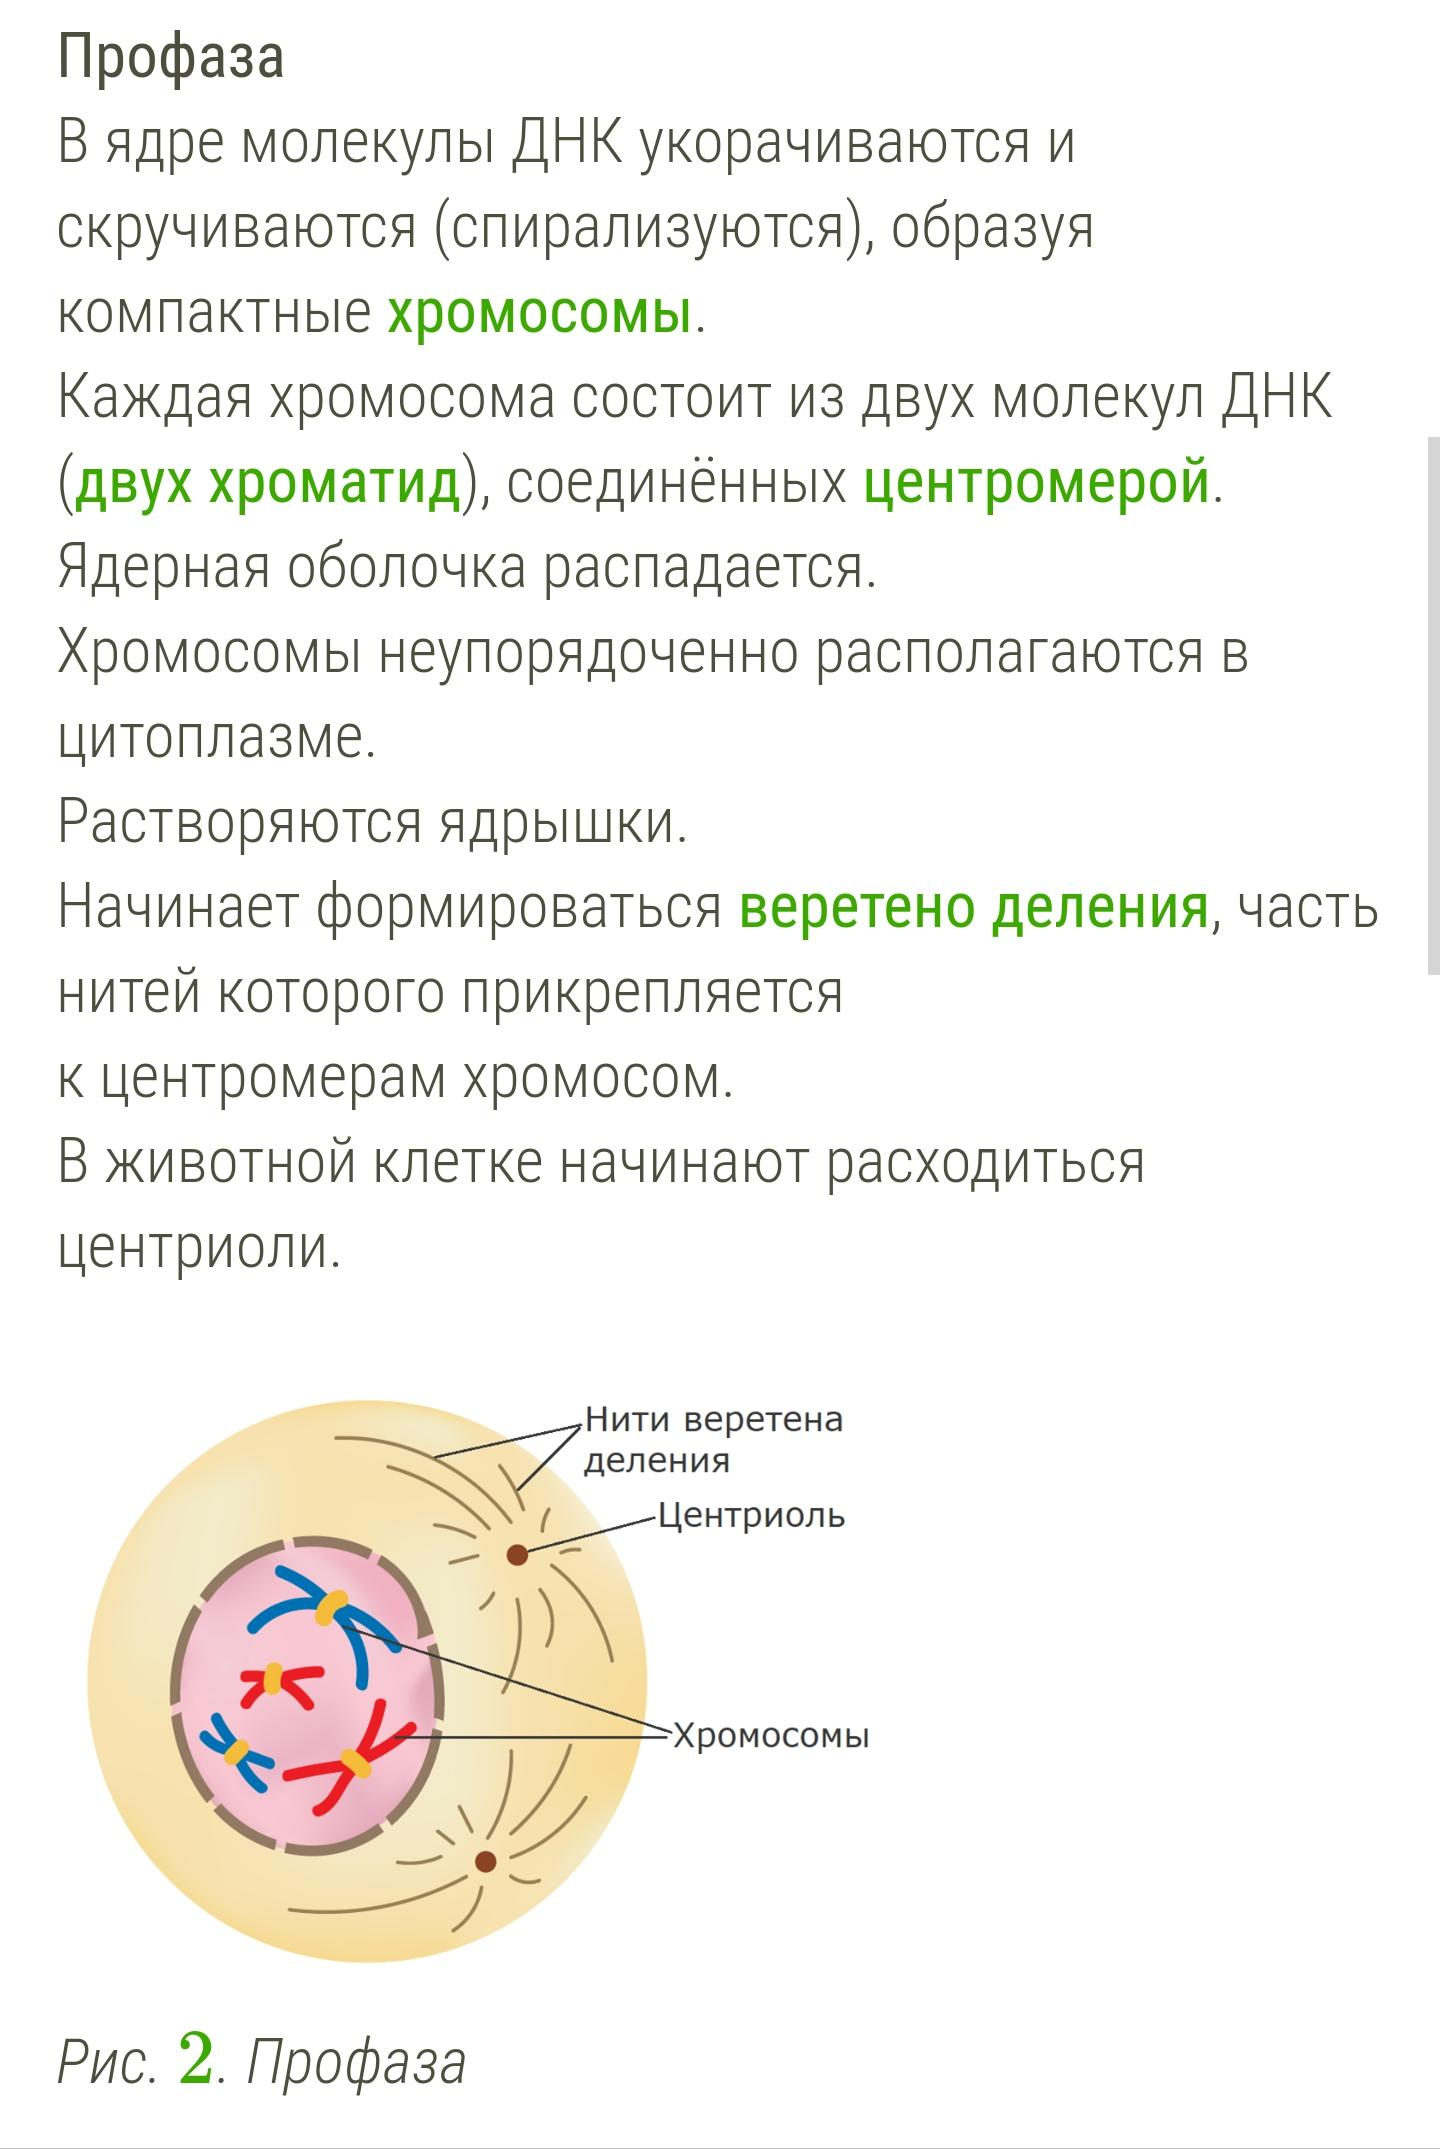 Профаза
В ядре молекулы ДНК укорачиваются и
скручиваются (спирализуются), образуя
компактные хромосомы.
Каждая хромосома состоит из двух молекул ДНК
(двух хроматид), соединённых центромерой.
Ядерная оболочка распадается.
Хромосомы неупорядоченно располагаются в
цитоплазме.
Растворяются ядрышки.
Начинает формироваться веретено деления, часть
нитей которого прикрепляется
к центромерам хромосом.
В животной клетке начинают расходиться
центриоли.
Нити веретена
деления
Центриоль
Хромосомы
Рис. 2. Профаза